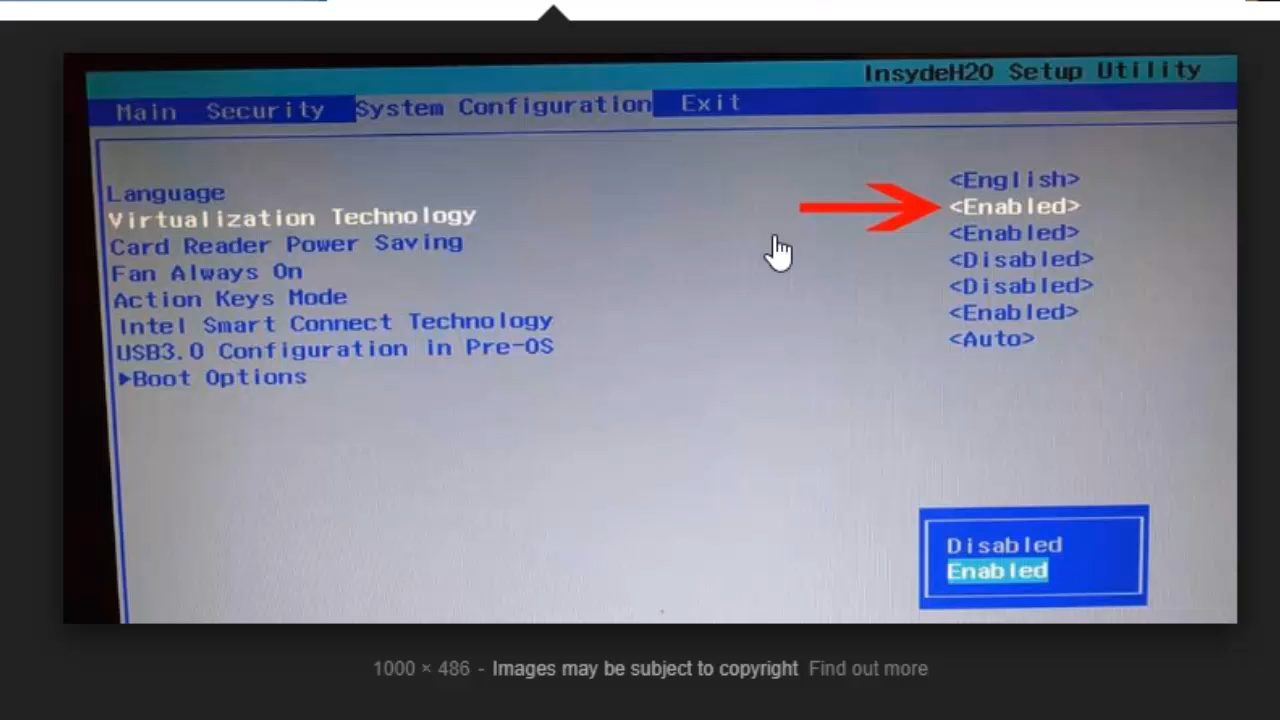 InsydeH20 Setup Utility
Main Security System Configuration Exit
Language <English>
Virtualization Technology <Enabled>
Card Reader Power Saving <Enabled>
Fan Always On <Disabled>
Action Keys Mode <Disabled>
Intel Smart Connect Technology <Enabled>
USB3.0 Configuration in Pre-OS <Auto>
▶Boot Options
Disabled
Enabled
1000 × 486 - Images may be subject to copyright Find out more